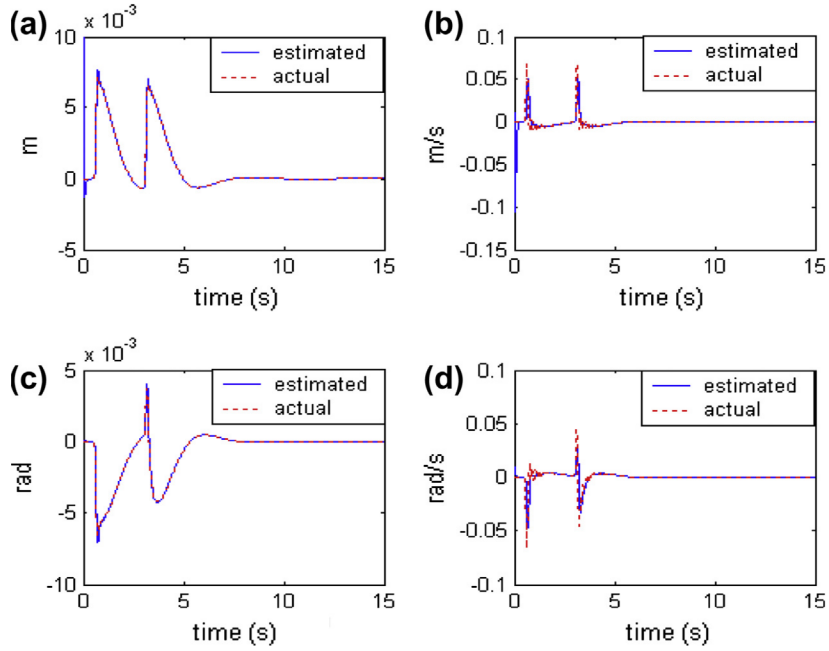 (a)
x 10⁻³
10
5
0
-5
m
estimated
actual
0
5
10
15
time (s)
(b)
0.1
0.05
0
-0.05
-0.1
-0.15
m/s
estimated
actual
0
5
10
15
time (s)
(c)
x 10⁻³
5
0
-5
-10
rad
estimated
actual
0
5
10
15
time (s)
(d)
0.1
0.05
0
-0.05
-0.1
rad/s
estimated
actual
0
5
10
15
time (s)